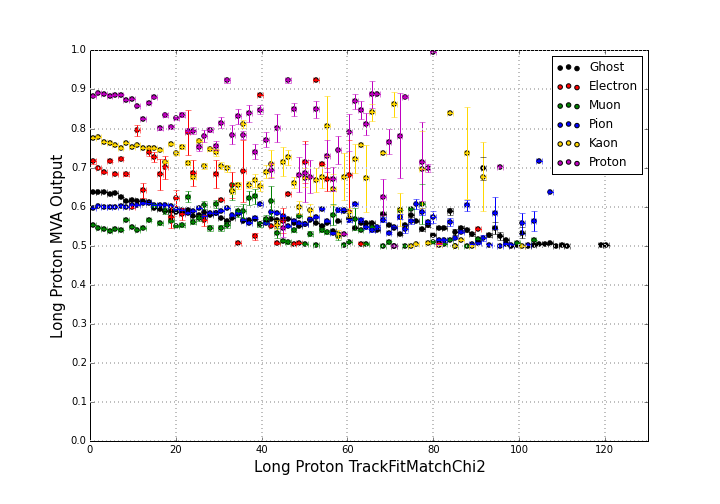 1.0
0.9
0.8
0.7
0.6
0.5
0.4
0.3
0.2
0.1
0.0
0 20 40 60 80 100 120
Long Proton MVA Output
Long Proton TrackFitMatchChi2
Ghost
Electron
Muon
Pion
Kaon
Proton